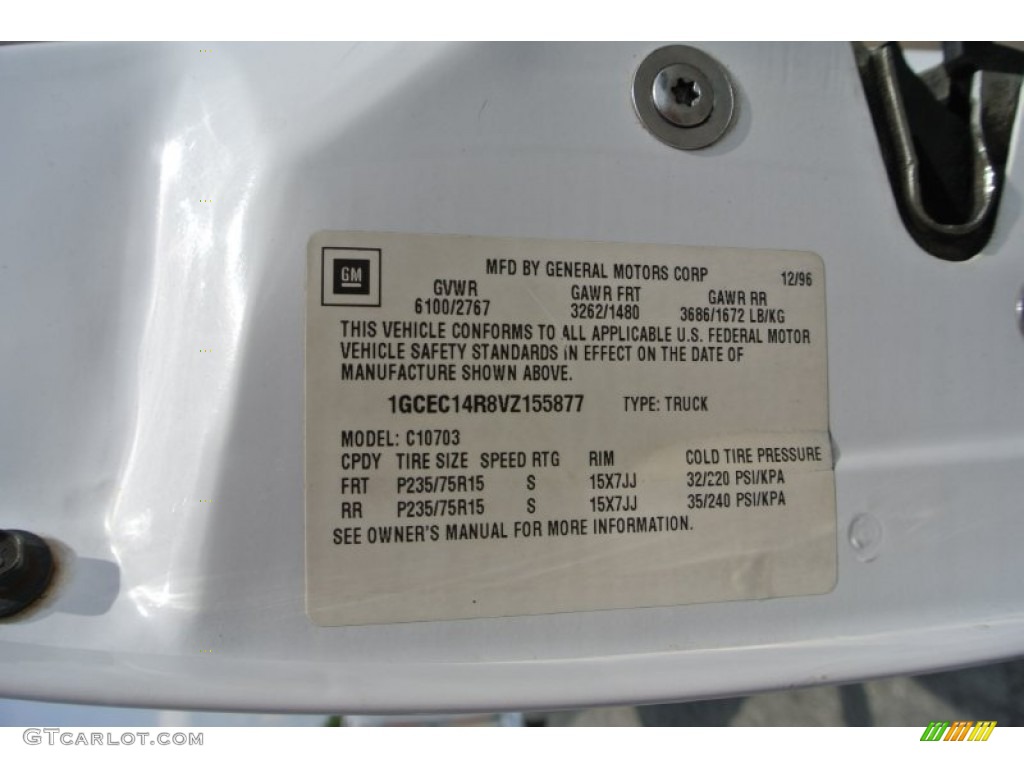 GM MFD BY GENERAL MOTORS CORP 12/96
GVWR GAWR FRT GAWR RR
6100/2767 3262/1480 3686/1672 LB/KG
THIS VEHICLE CONFORMS TO ALL APPLICABLE U.S. FEDERAL MOTOR
VEHICLE SAFETY STANDARDS IN EFFECT ON THE DATE OF
MANUFACTURE SHOWN ABOVE.
1GCEC14R8VZ155877 TYPE: TRUCK
MODEL: C10703
CPDY TIRE SIZE SPEED RTG RIM COLD TIRE PRESSURE
FRT P235/75R15 S 15X7JJ 32/220 PSI/KPA
RR P235/75R15 S 15X7JJ 35/240 PSI/KPA
SEE OWNER'S MANUAL FOR MORE INFORMATION.
GTCARLOT.COM